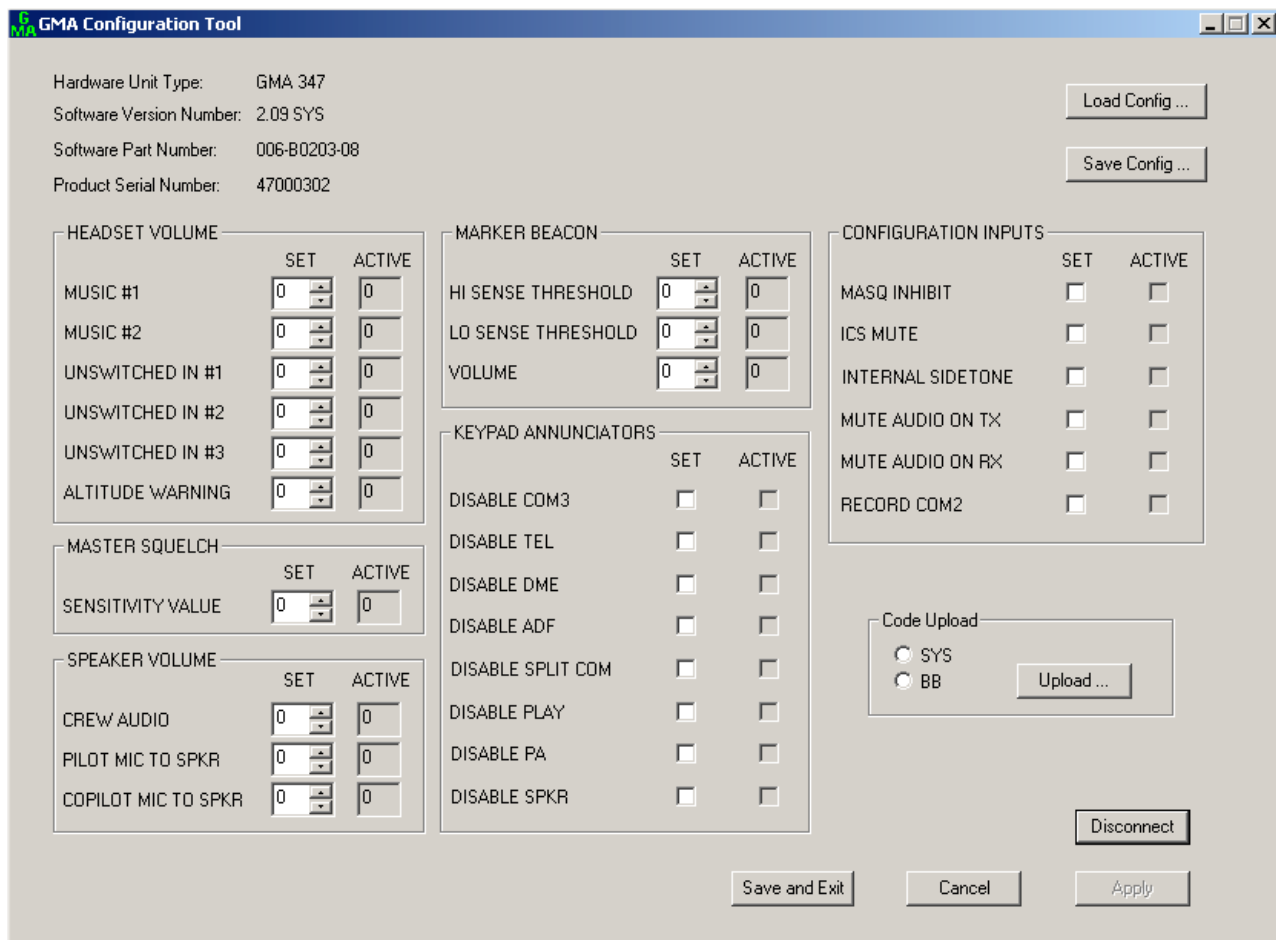 GMA GMA Configuration Tool
Hardware Unit Type: GMA 347
Software Version Number: 2.09 SYS
Software Part Number: 006-B0203-08
Product Serial Number: 47000302
Load Config ...
Save Config ...
HEADSET VOLUME
SET ACTIVE
MUSIC #1 0 0
MUSIC #2 0 0
UNSWITCHED IN #1 0 0
UNSWITCHED IN #2 0 0
UNSWITCHED IN #3 0 0
ALTITUDE WARNING 0 0
MASTER SQUELCH
SET ACTIVE
SENSITIVITY VALUE 0 0
SPEAKER VOLUME
SET ACTIVE
CREW AUDIO 0 0
PILOT MIC TO SPKR 0 0
COPILOT MIC TO SPKR 0 0
MARKER BEACON
SET ACTIVE
HI SENSE THRESHOLD 0 0
LO SENSE THRESHOLD 0 0
VOLUME 0 0
KEYPAD ANNUNCIATORS
SET ACTIVE
DISABLE COM3
DISABLE TEL
DISABLE DME
DISABLE ADF
DISABLE SPLIT COM
DISABLE PLAY
DISABLE PA
DISABLE SPKR
CONFIGURATION INPUTS
SET ACTIVE
MASQ INHIBIT
ICS MUTE
INTERNAL SIDETONE
MUTE AUDIO ON TX
MUTE AUDIO ON RX
RECORD COM2
Code Upload
SYS
BB
Upload ...
Disconnect
Save and Exit
Cancel
Apply